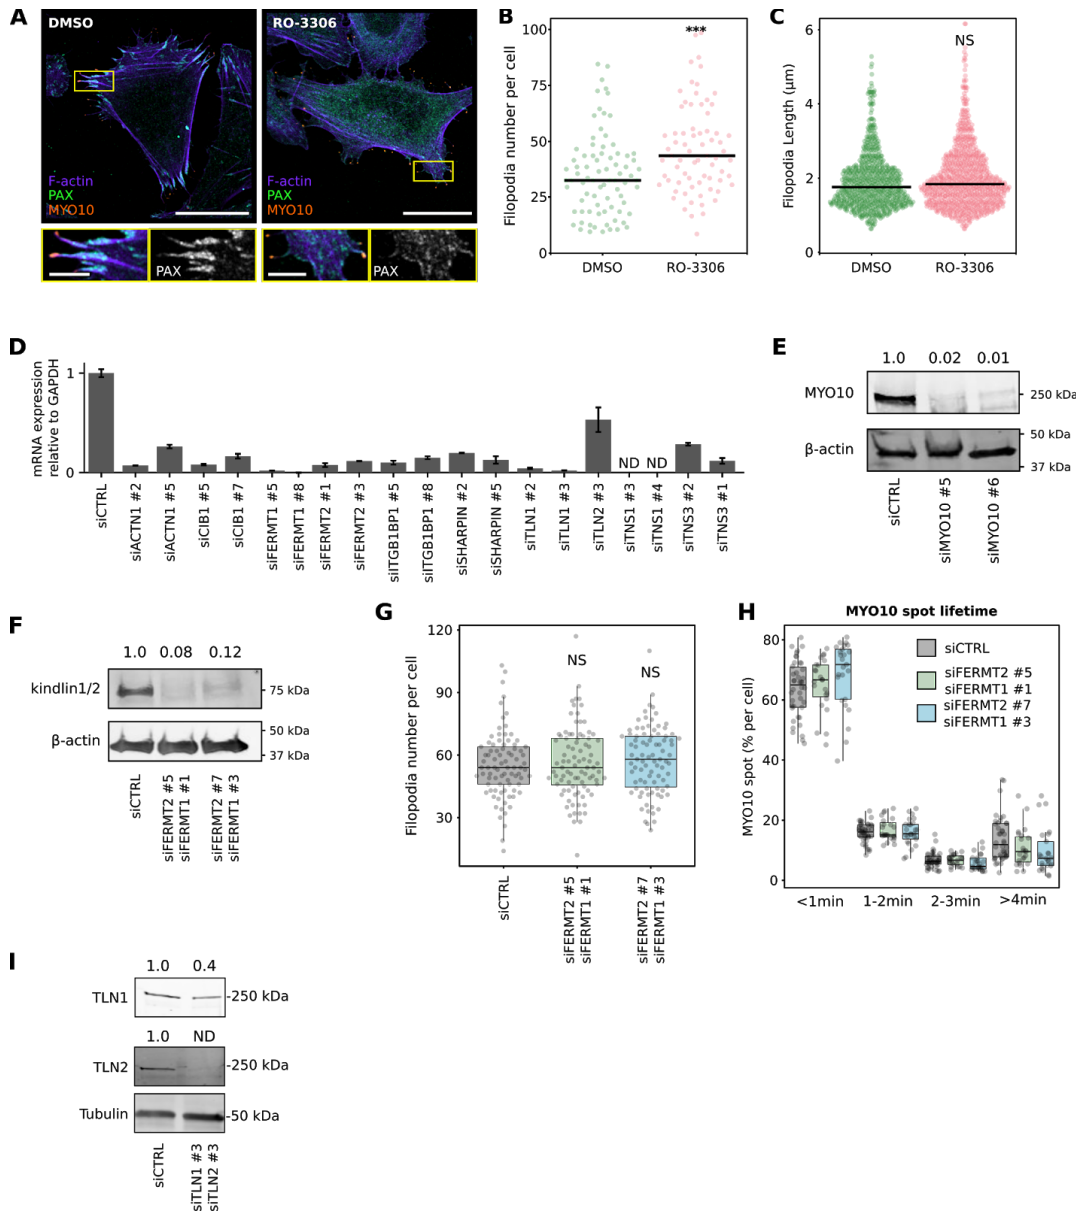 A
DMSO
F-actin
PAX
MYO10
RO-3306
F-actin
PAX
MYO10
PAX
PAX
B
Filopodia number per cell
100
75
50
25
0
***
DMSO
RO-3306
C
Filopodia Length (μm)
6
4
2
0
NS
DMSO
RO-3306
D
mRNA expression
relative to GAPDH
1
0
ND
ND
siCTRL
siACTN1 #2
siACTN1 #5
siCIB1 #5
siCIB1 #7
siFERMT1 #5
siFERMT1 #8
siFERMT2 #1
siFERMT2 #3
siITGB1BP1 #5
siITGB1BP1 #8
siSHARPIN #2
siSHARPIN #5
siTLN1 #2
siTLN1 #3
siTLN2 #3
siTNS1 #3
siTNS1 #4
siTNS3 #2
siTNS3 #1
E
1.0 0.02 0.01
MYO10
250 kDa
β-actin
50 kDa
37 kDa
siCTRL
siMYO10 #5
siMYO10 #6
F
1.0 0.08 0.12
kindlin1/2
75 kDa
β-actin
50 kDa
37 kDa
siCTRL
siFERMT2 #5
siFERMT1 #1
siFERMT2 #7
siFERMT1 #3
G
Filopodia number per cell
120
90
60
30
NS
NS
siCTRL
siFERMT2 #5
siFERMT1 #1
siFERMT2 #7
siFERMT1 #3
H
MYO10 spot lifetime
MYO10 spot (% per cell)
80
60
40
20
0
siCTRL
siFERMT2 #5
siFERMT1 #1
siFERMT2 #7
siFERMT1 #3
<1min
1-2min
2-3min
>4min
I
1.0 0.4
TLN1
-250 kDa
1.0 ND
TLN2
-250 kDa
Tubulin
-50 kDa
siCTRL
siTLN1 #3
siTLN2 #3